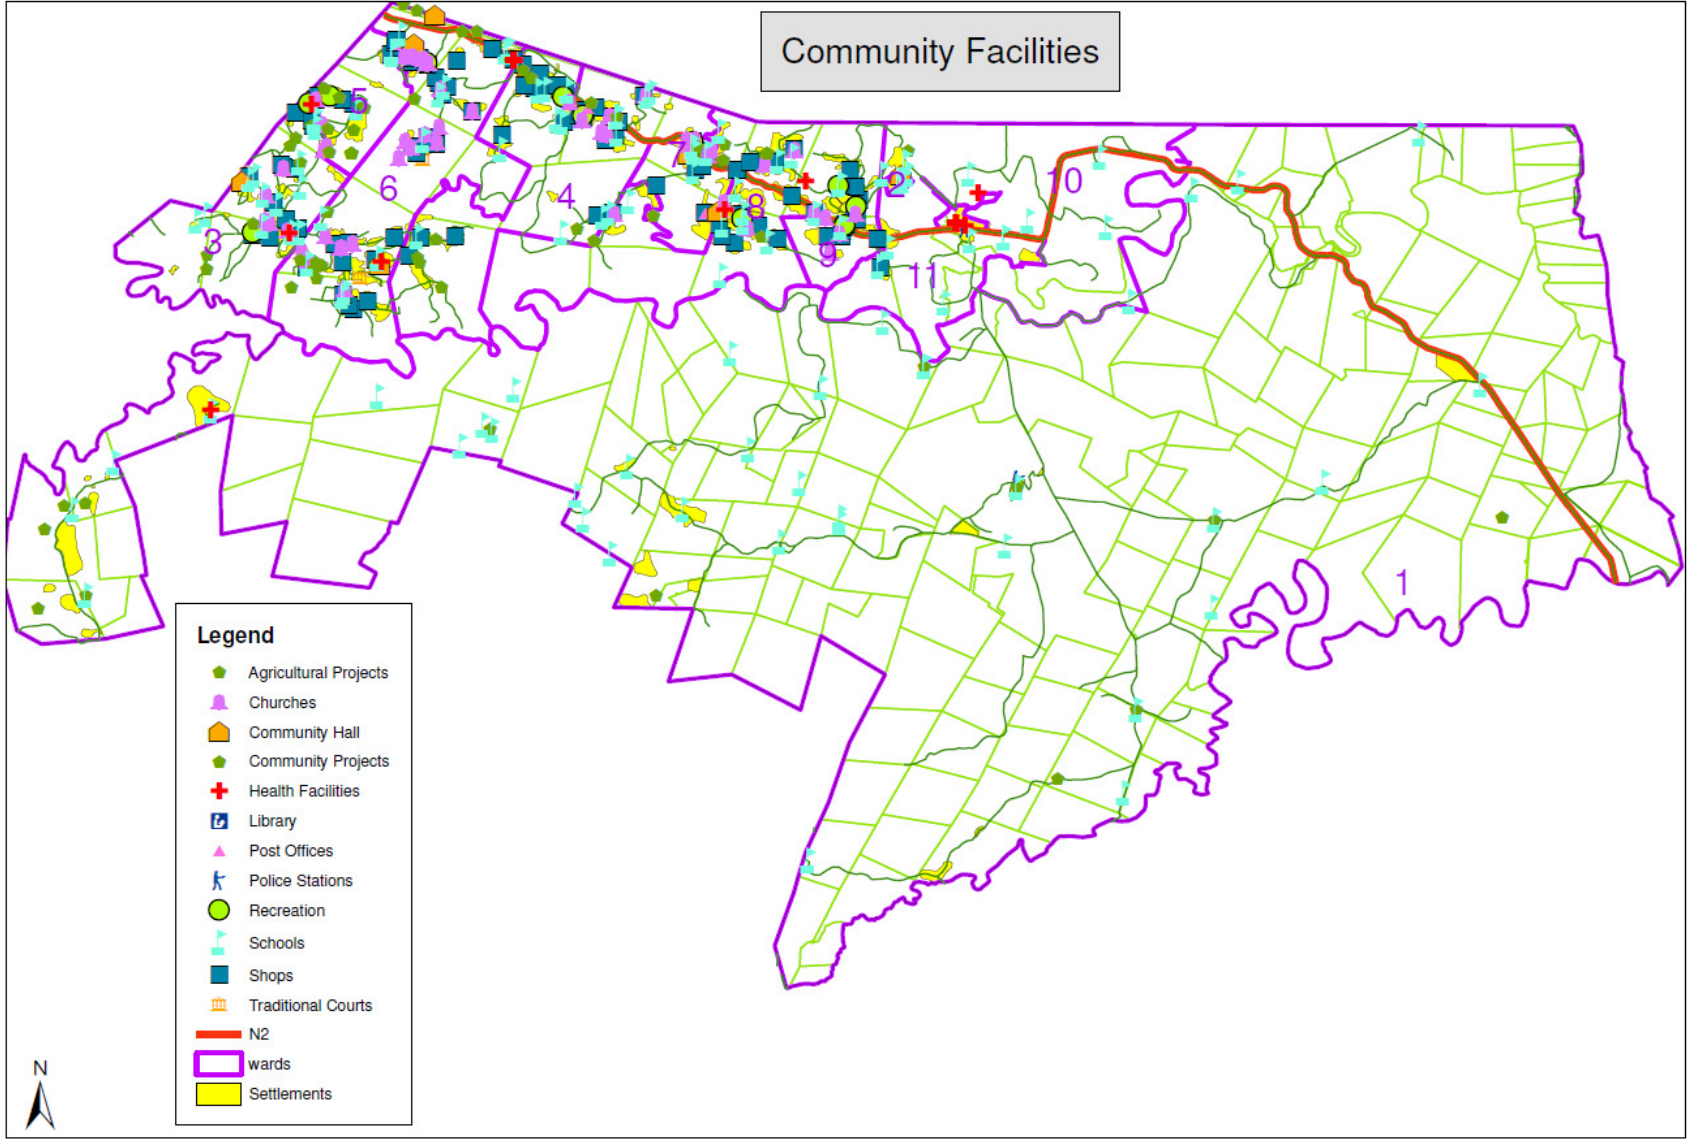 Community Facilities
5
6
4
3
8
2
9
10
11
1
Legend
Agricultural Projects
Churches
Community Hall
Community Projects
Health Facilities
Library
Post Offices
Police Stations
Recreation
Schools
Shops
Traditional Courts
N2
wards
Settlements
N